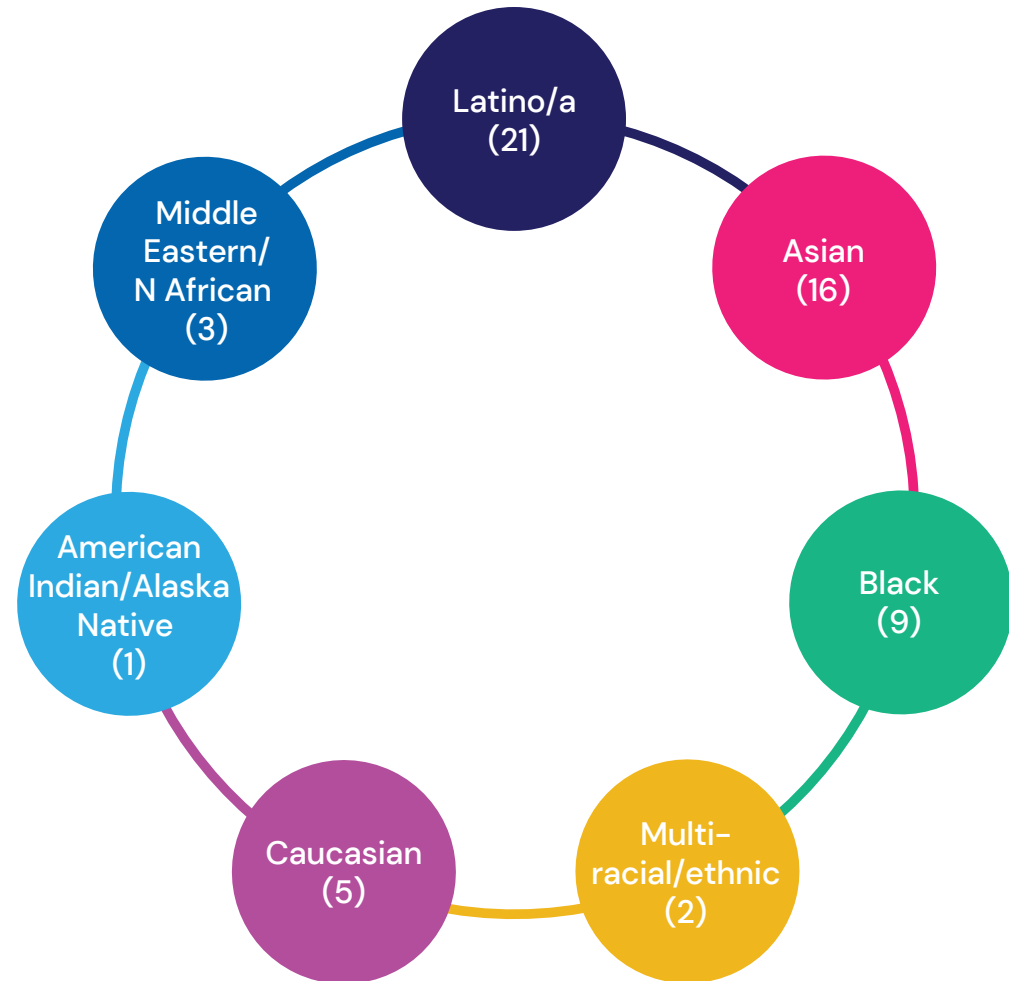 Latino/a
(21)
Asian
(16)
Black
(9)
Multi-
racial/ethnic
(2)
Caucasian
(5)
American
Indian/Alaska
Native
(1)
Middle
Eastern/
N African
(3)